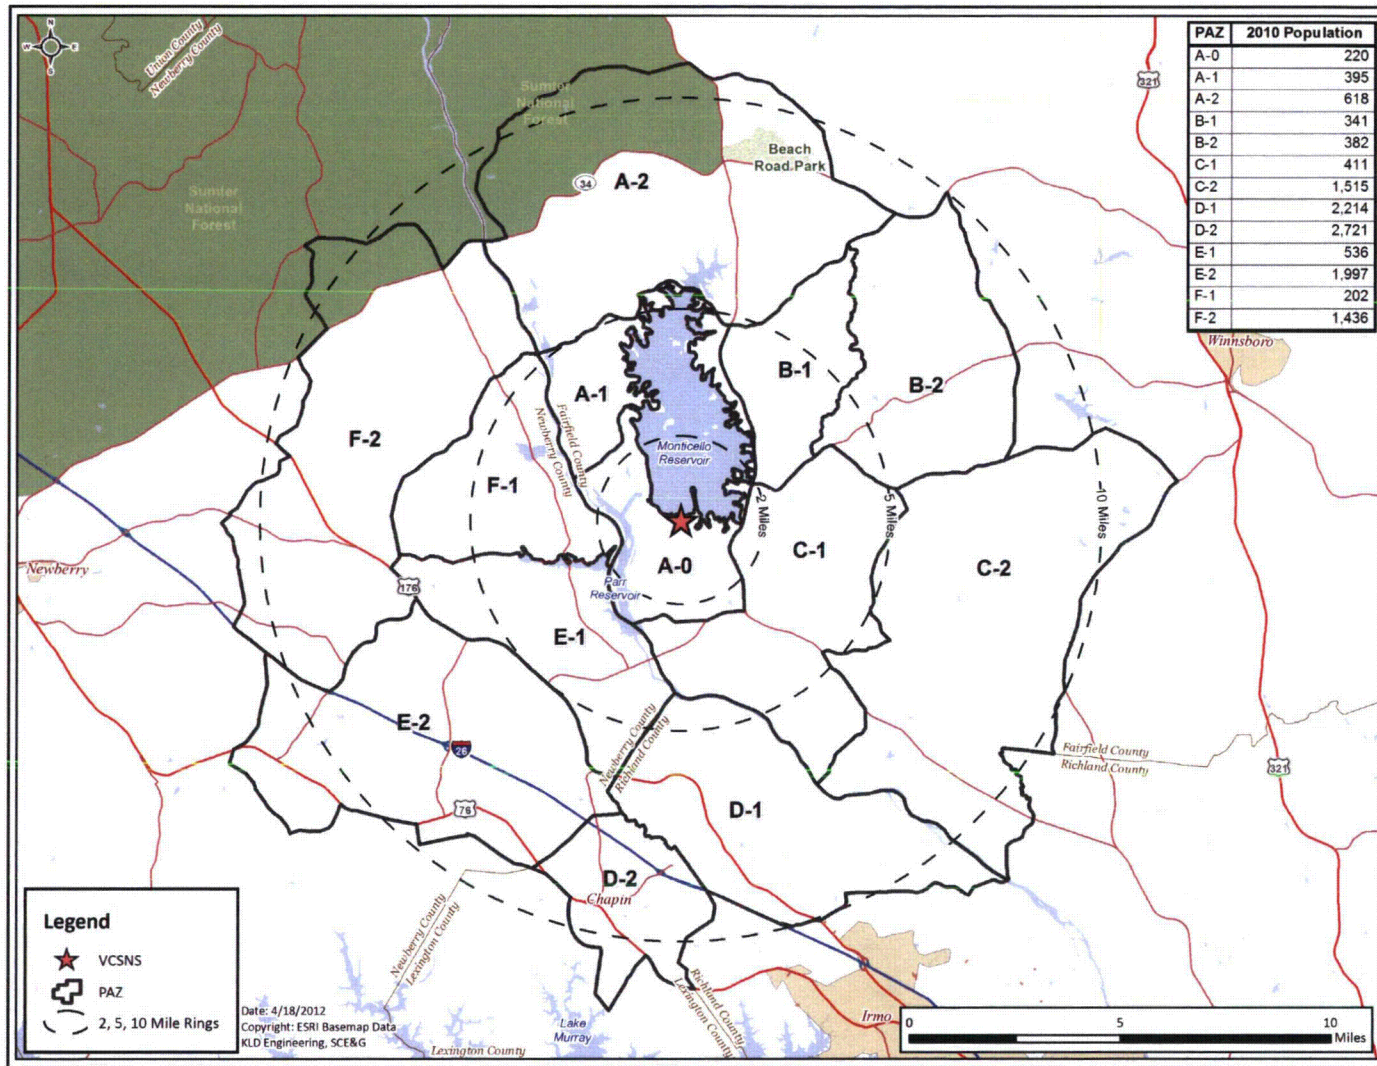 N
W E
S
Union County
Newberry County
PAZ 2010 Population
A-0 220
A-1 395
A-2 618
B-1 341
B-2 382
C-1 411
C-2 1,515
D-1 2,214
D-2 2,721
E-1 536
E-2 1,997
F-1 202
F-2 1,436
321
Sumter
National
Forest
Beach
Road Park
34
A-2
Sumter
National
Forest
Winnsboro
B-1
B-2
A-1
Fairfield County
Newberry County
F-2
Monticello
Reservoir
F-1
2 Miles
5 Miles
10 Miles
C-1
A-0
C-2
Newberry
176
Parr
Reservoir
E-1
E-2
26
Newberry County
Richland County
Fairfield County
Richland County
321
76
D-1
D-2
Chapin
Newberry County
Lexington County
Richland County
Lexington County
Irmo
Lake
Murray
Lexington County
Legend
VCSNS
PAZ
2, 5, 10 Mile Rings
Date: 4/18/2012
Copyright: ESRI Basemap Data
KLD Engineering, SCE&G
0 5 10
Miles